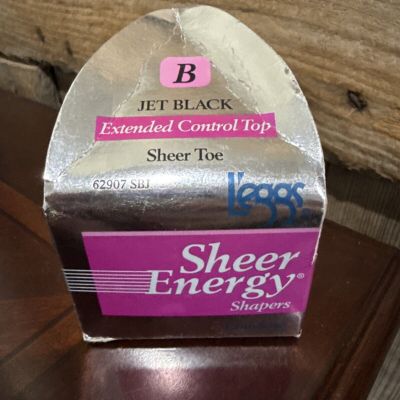 B
JET BLACK
Extended Control Top
Sheer Toe
62907 SBJ
L'eggs
Sheer
Energy®
Shapers